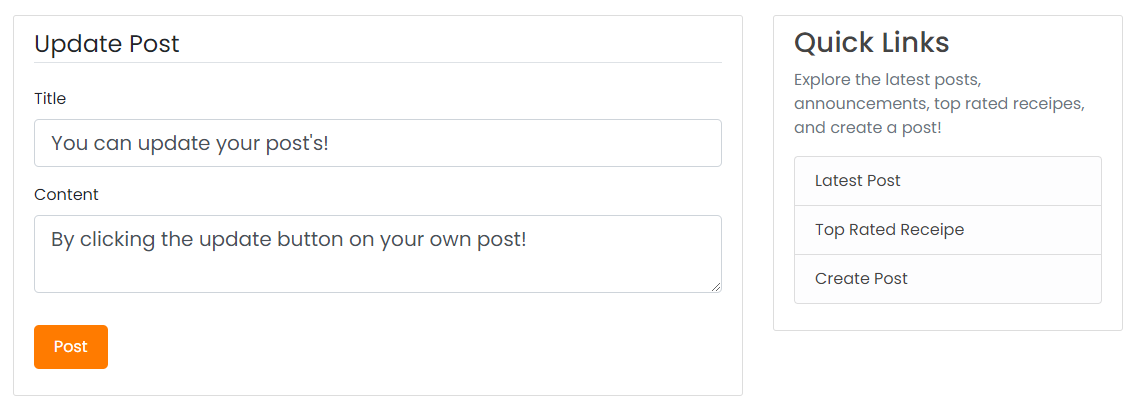 Update Post
Title
You can update your post's!
Content
By clicking the update button on your own post!
Post
Quick Links
Explore the latest posts,
announcements, top rated receipes,
and create a post!
Latest Post
Top Rated Receipe
Create Post